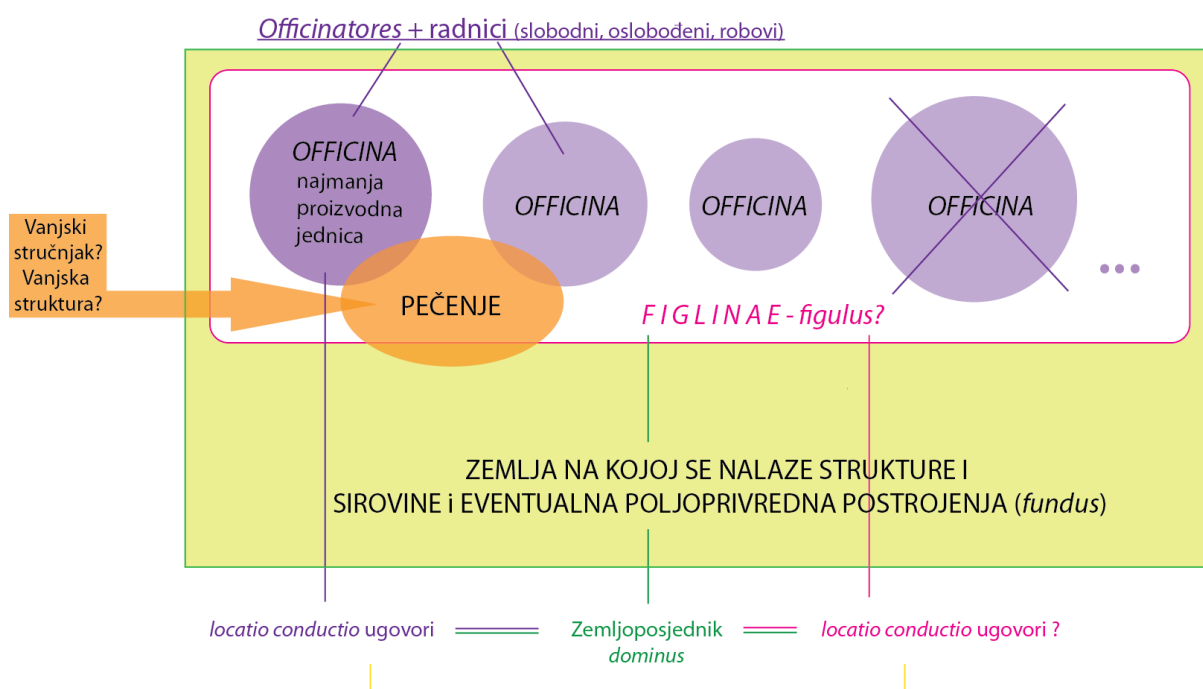 Officinatores + radnici (slobodni, oslobođeni, robovi)
OFFICINA
najmanja
proizvodna
jednica
OFFICINA
OFFICINA
OFFICINA
Vanjski
stručnjak?
Vanjska
struktura?
PEČENJE
FIGLINAE - figulus?
ZEMLJA NA KOJOJ SE NALAZE STRUKTURE I
SIROVINE i EVENTUALNA POLJOPRIVREDNA POSTROJENJA (fundus)
locatio conductio ugovori
Zemljoposjednik
dominus
locatio conductio ugovori ?